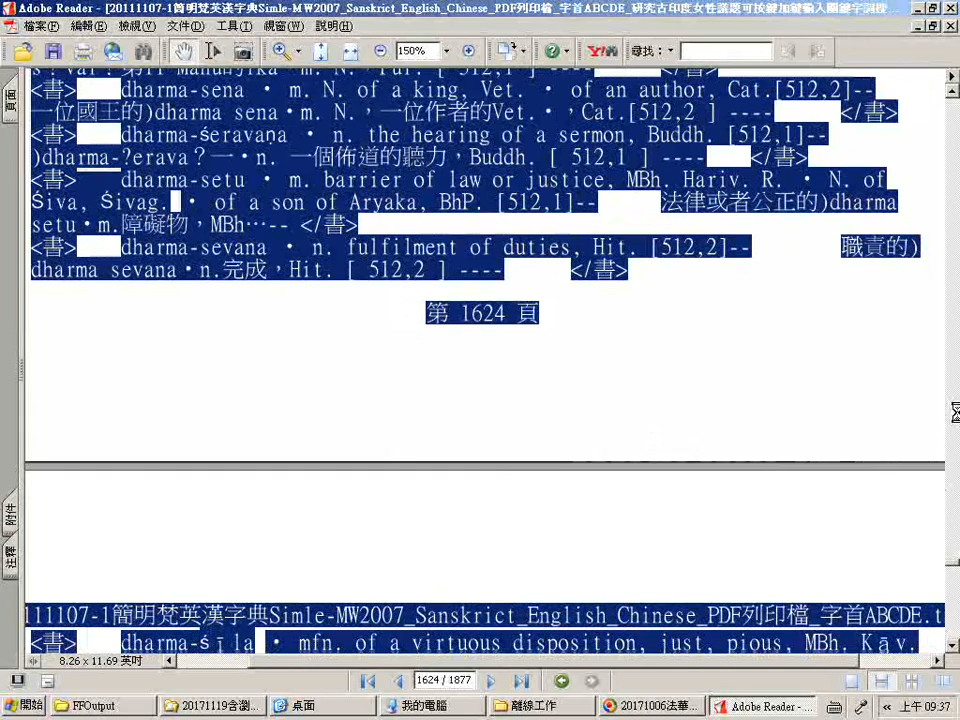 Adobe Reader - [20111107-1簡明梵英漢字典Simle-MW2007_Sanskrict_English_Chinese_PDF列印檔_字首ABCDE_研究古印度女性議題可按鍵加鍵輸入關鍵字詞搜
檔案(F) 編輯(E) 檢視(V) 文件(D) 工具(T) 視窗(W) 說明(H)
150% 尋找:
頁面
<書> dharma-sena ‧ m. N. of a king, Vet. ‧ of an author, Cat.[512,2]--
一位國王的)dharma sena‧m. N.，一位作者的Vet.‧，Cat.[512,2 ] ---- </書>
<書> dharma-śeravaṇa ‧ n. the hearing of a sermon, Buddh. [512,1]--
)dharma-?erava？一‧n. 一個佈道的聽力，Buddh. [ 512,1 ] ---- </書>
<書> dharma-setu ‧ m. barrier of law or justice, MBh. Hariv. R. ‧ N. of
Śiva, Śivag. ‧ of a son of Aryaka, BhP. [512,1]-- 法律或者公正的)dharma
setu‧m.障礙物，MBh…-- </書>
<書> dharma-sevana ‧ n. fulfilment of duties, Hit. [512,2]-- 職責的)
dharma sevana‧n.完成，Hit. [ 512,2 ] ---- </書>
第 1624 頁
附件
注釋
111107-1簡明梵英漢字典Simle-MW2007_Sanskrict_English_Chinese_PDF列印檔_字首ABCDE.t
<書> dharma-śīla ‧ mfn. of a virtuous disposition, just, pious, MBh. Kāv.
8.26 x 11.69 英吋
1624 / 1877
開始 FFOutput 20171119含瀏... 桌面 我的電腦 離線工作 20171006法華... Adobe Reader - ... 上午 09:37